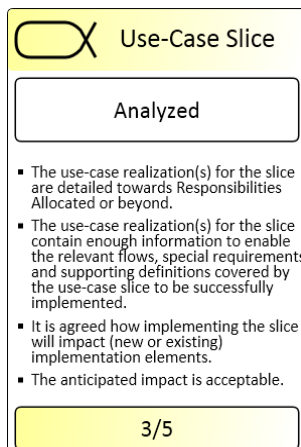 Use-Case Slice
Analyzed
▪ The use-case realization(s) for the slice
are detailed towards Responsibilities
Allocated or beyond.
▪ The use-case realization(s) for the slice
contain enough information to enable
the relevant flows, special requirements
and supporting definitions covered by
the use-case slice to be successfully
implemented.
▪ It is agreed how implementing the slice
will impact (new or existing)
implementation elements.
▪ The anticipated impact is acceptable.
3/5